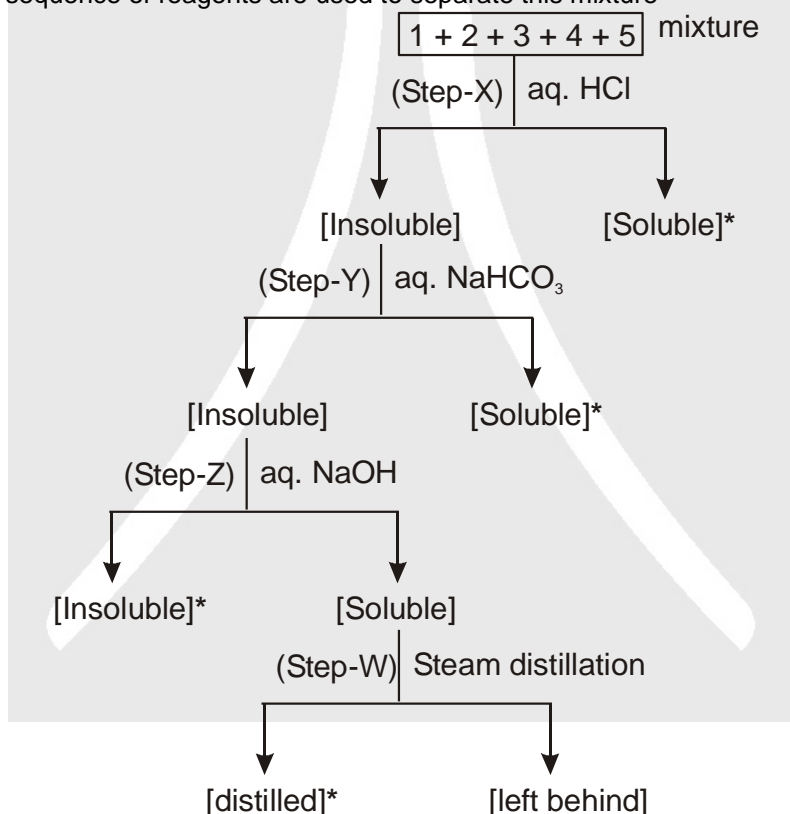 sequence of reagents are used to separate this mixture
1 + 2 + 3 + 4 + 5 mixture
(Step-X) aq. HCl
[Insoluble] [Soluble]*
(Step-Y) aq. NaHCO₃
[Insoluble] [Soluble]*
(Step-Z) aq. NaOH
[Insoluble]* [Soluble]
(Step-W) Steam distillation
[distilled]* [left behind]